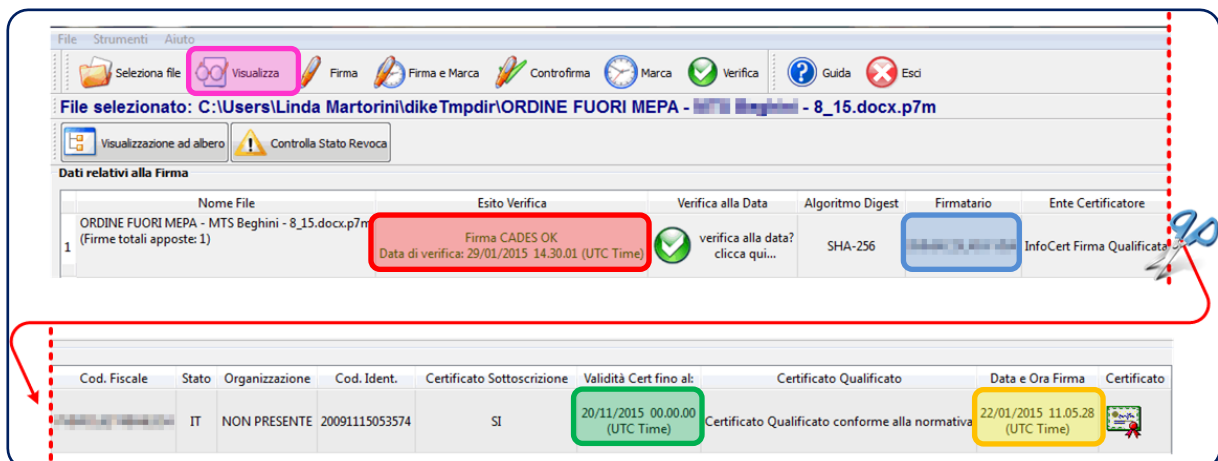 File Strumenti Aiuto
Seleziona file Visualizza Firma Firma e Marca Controfirma Marca Verifica Guida Esci
File selezionato: C:\Users\Linda Martorini\dikeTmpdir\ORDINE FUORI MEPA - - 8_15.docx.p7m
Visualizzazione ad albero Controlla Stato Revoca
Dati relativi alla Firma
Nome File Esito Verifica Verifica alla Data Algoritmo Digest Firmatario Ente Certificatore
ORDINE FUORI MEPA - MTS Beghini - 8_15.docx.p7m
1 (Firme totali apposte: 1) Firma CADES OK verifica alla data? SHA-256 InfoCert Firma Qualificata
Data di verifica: 29/01/2015 14.30.01 (UTC Time) clicca qui...
Cod. Fiscale Stato Organizzazione Cod. Ident. Certificato Sottoscrizione Validità Cert fino al: Certificato Qualificato Data e Ora Firma Certificato
IT NON PRESENTE 20091115053574 SI 20/11/2015 00.00.00 Certificato Qualificato conforme alla normativa 22/01/2015 11.05.28
(UTC Time) (UTC Time)